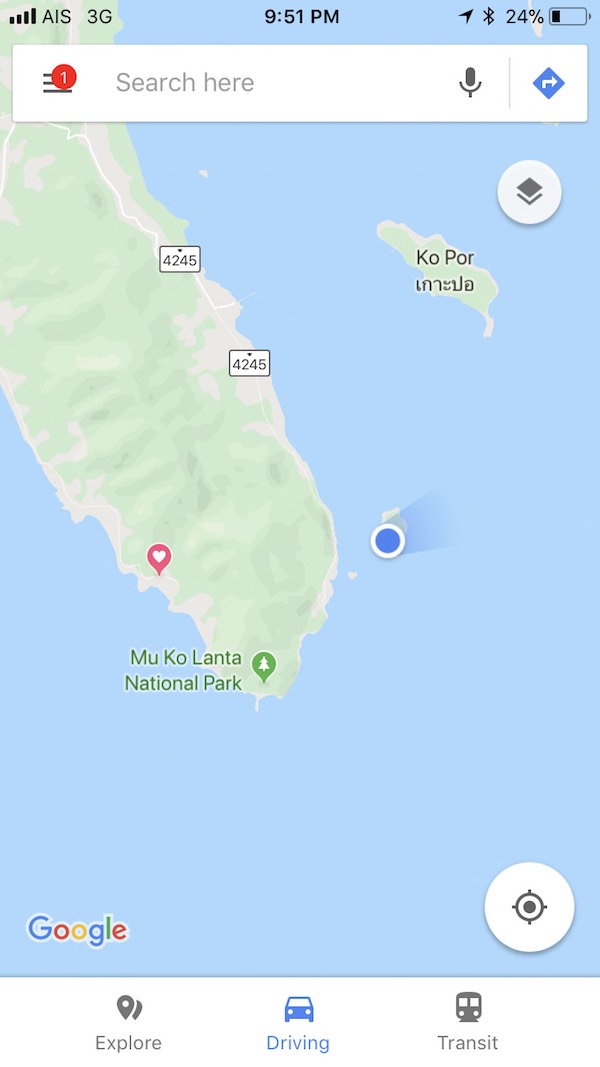 AIS 3G 9:51 PM 24%
1 Search here
4245
Ko Por
เกาะปอ
4245
Mu Ko Lanta
National Park
Google
Explore Driving Transit